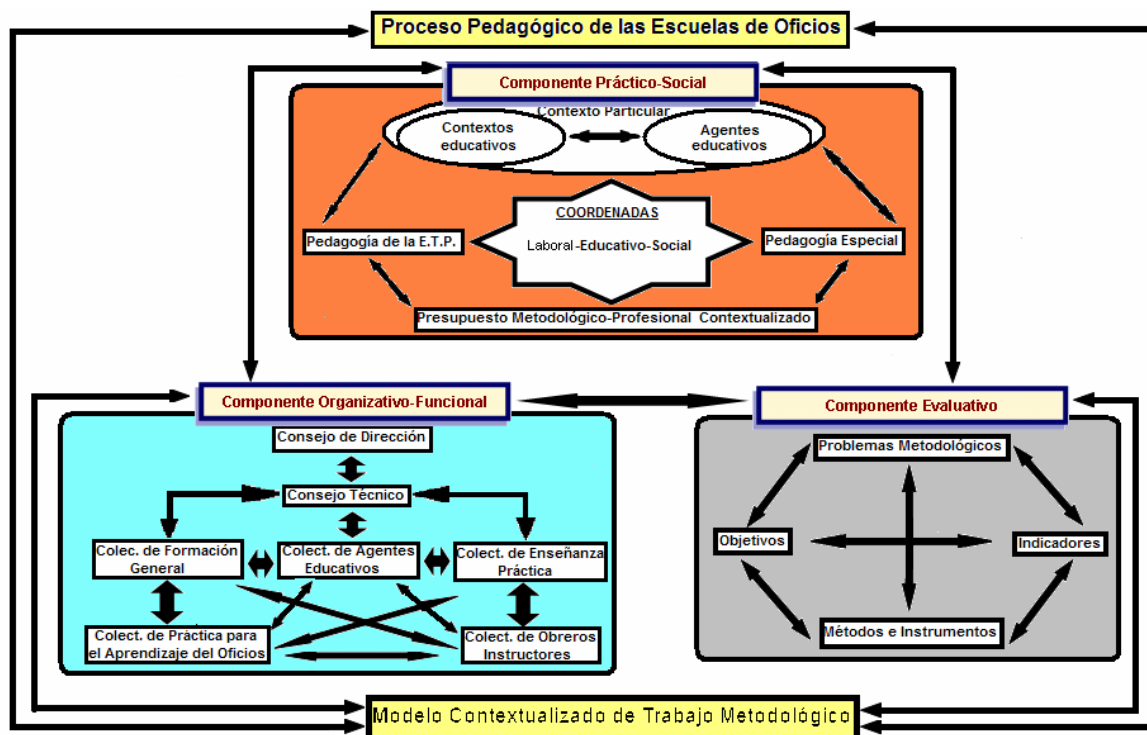 Proceso Pedagógico de las Escuelas de Oficios
Componente Práctico-Social
Contexto Particular
Contextos
educativos
Agentes
educativos
COORDENADAS
Laboral-Educativo-Social
Pedagogía de la E.T.P.
Pedagogía Especial
Presupuesto Metodológico-Profesional Contextualizado
Componente Organizativo-Funcional
Consejo de Dirección
Consejo Técnico
Colec. de Formación
General
Colect. de Agentes
Educativos
Colect. de Enseñanza
Práctica
Colect. de Práctica para
el Aprendizaje del Oficios
Colect. de Obreros
Instructores
Componente Evaluativo
Problemas Metodológicos
Objetivos
Indicadores
Métodos e Instrumentos
Modelo Contextualizado de Trabajo Metodológico